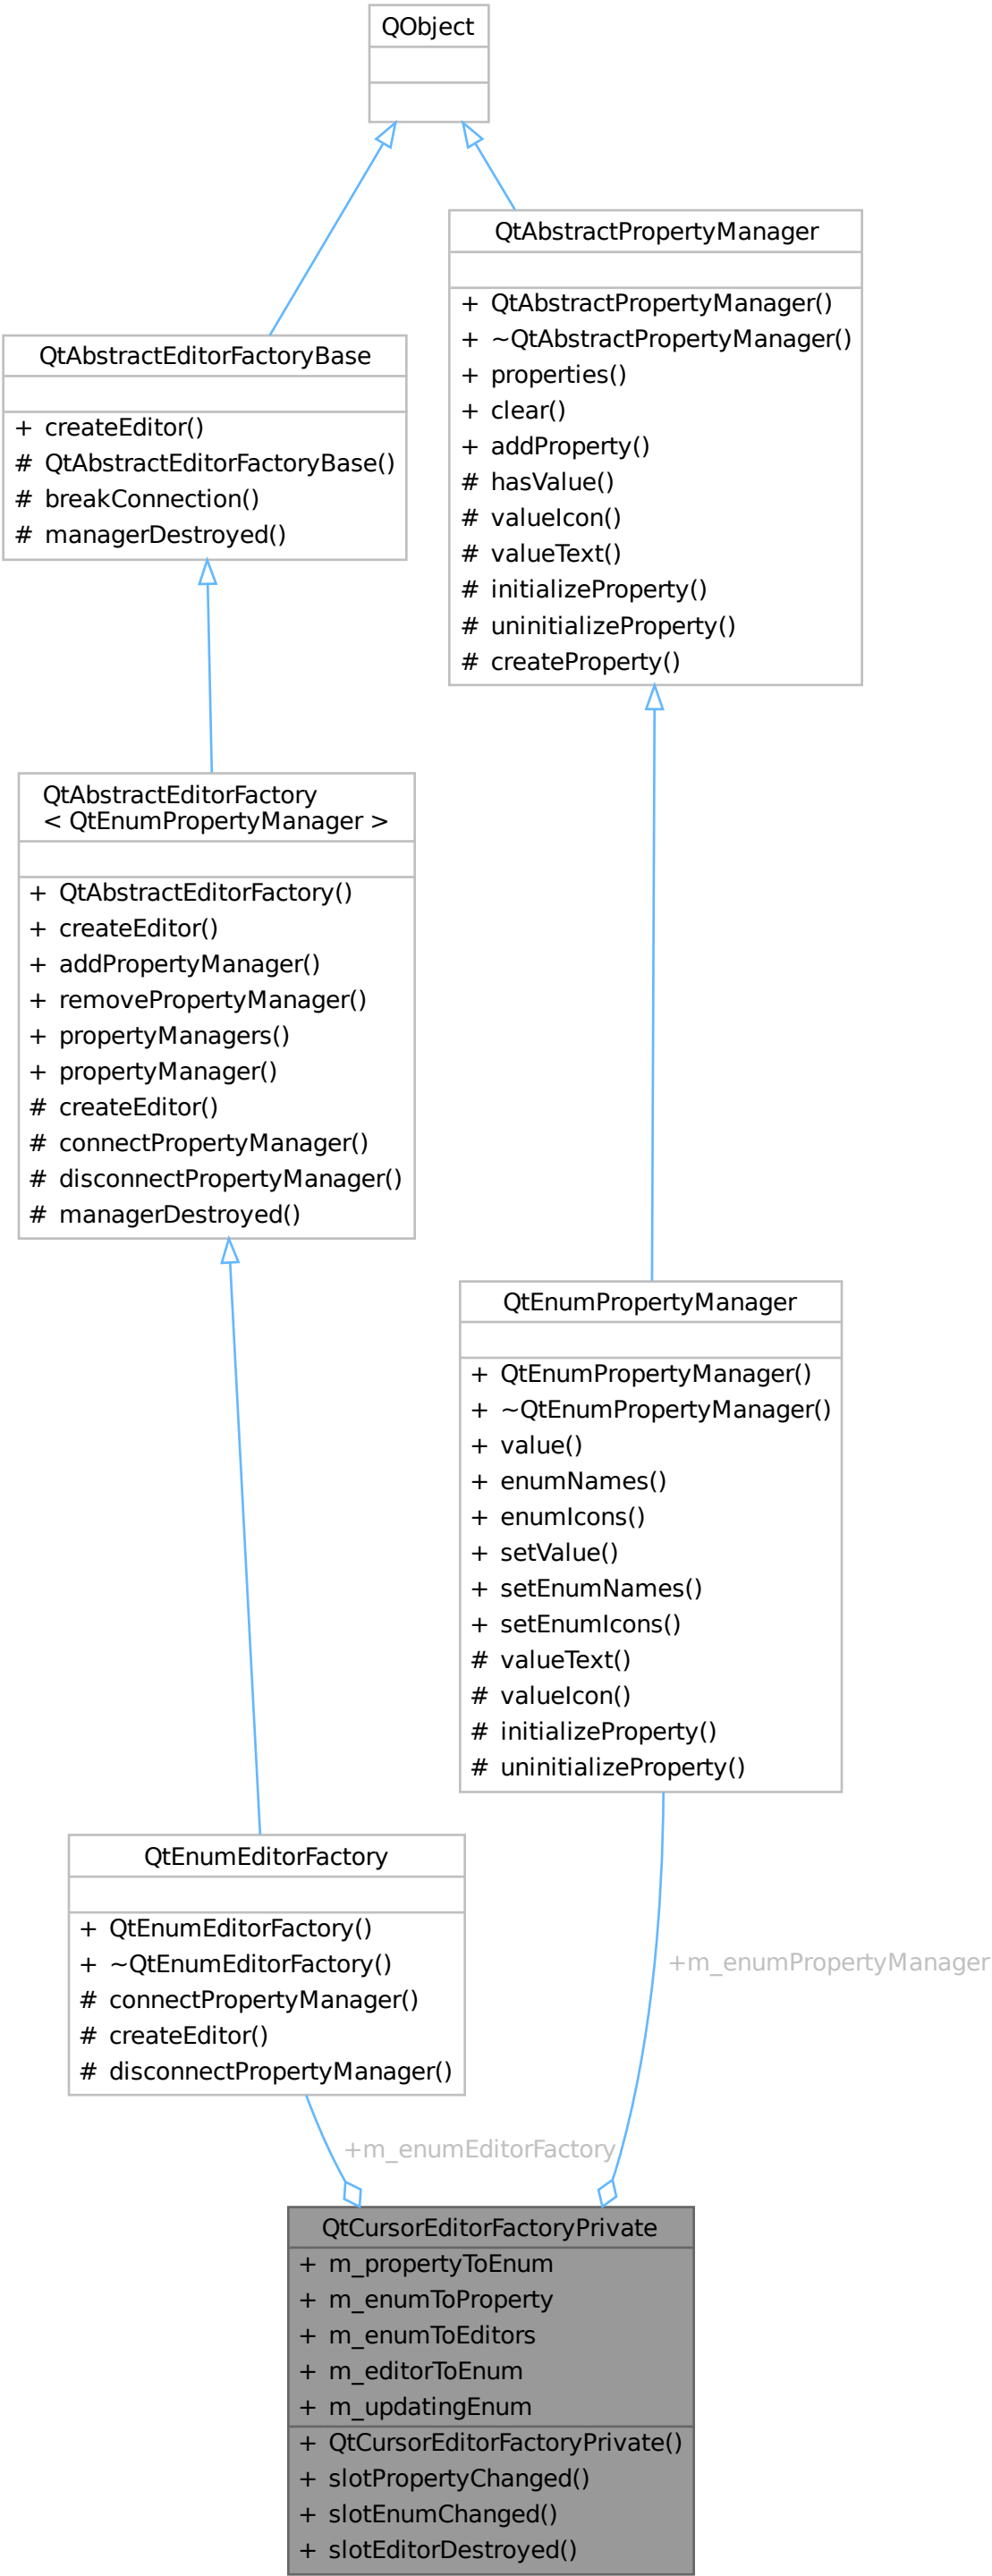 QObject
QtAbstractPropertyManager
+ QtAbstractPropertyManager()
+ ~QtAbstractPropertyManager()
+ properties()
+ clear()
+ addProperty()
# hasValue()
# valueIcon()
# valueText()
# initializeProperty()
# uninitializeProperty()
# createProperty()
QtAbstractEditorFactoryBase
+ createEditor()
# QtAbstractEditorFactoryBase()
# breakConnection()
# managerDestroyed()
QtAbstractEditorFactory
< QtEnumPropertyManager >
+ QtAbstractEditorFactory()
+ createEditor()
+ addPropertyManager()
+ removePropertyManager()
+ propertyManagers()
+ propertyManager()
# createEditor()
# connectPropertyManager()
# disconnectPropertyManager()
# managerDestroyed()
QtEnumPropertyManager
+ QtEnumPropertyManager()
+ ~QtEnumPropertyManager()
+ value()
+ enumNames()
+ enumIcons()
+ setValue()
+ setEnumNames()
+ setEnumIcons()
# valueText()
# valueIcon()
# initializeProperty()
# uninitializeProperty()
QtEnumEditorFactory
+ QtEnumEditorFactory()
+ ~QtEnumEditorFactory()
# connectPropertyManager()
# createEditor()
# disconnectPropertyManager()
+m_enumPropertyManager
+m_enumEditorFactory
QtCursorEditorFactoryPrivate
+ m_propertyToEnum
+ m_enumToProperty
+ m_enumToEditors
+ m_editorToEnum
+ m_updatingEnum
+ QtCursorEditorFactoryPrivate()
+ slotPropertyChanged()
+ slotEnumChanged()
+ slotEditorDestroyed()